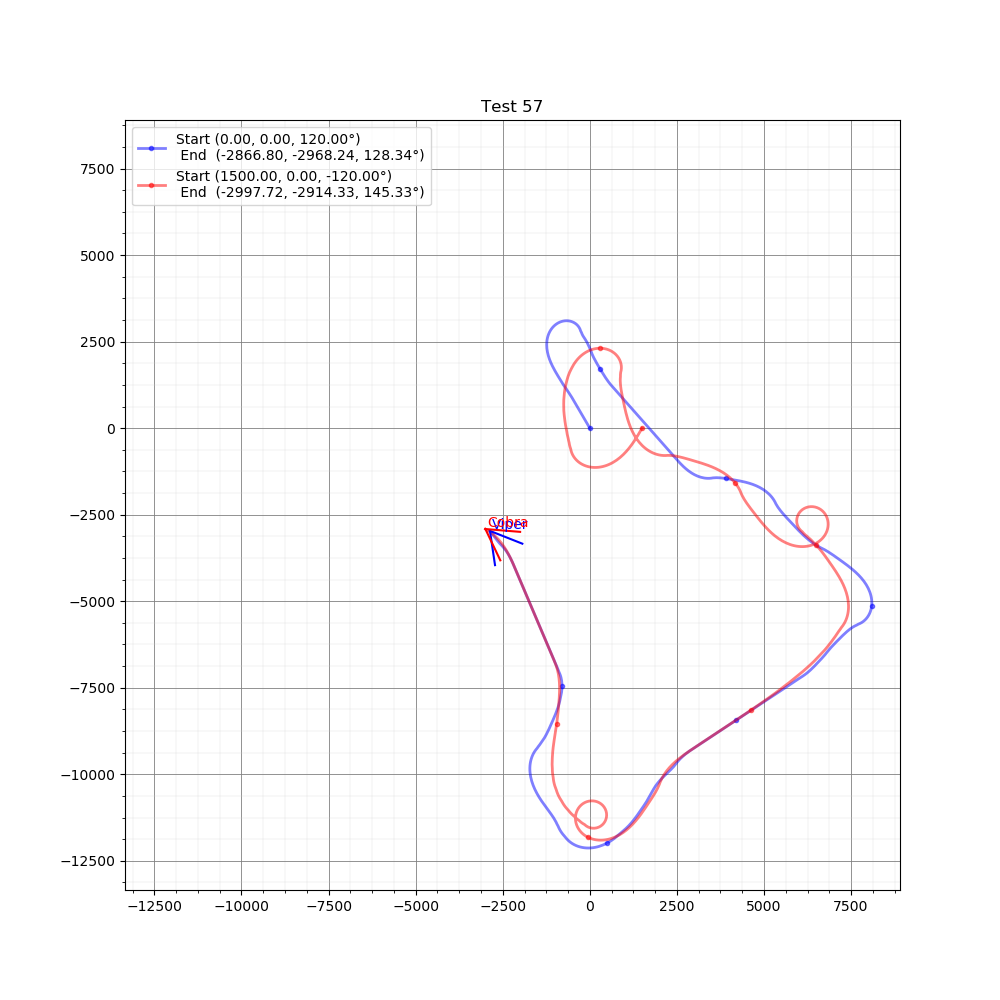 Test 57
Start (0.00, 0.00, 120.00°)
End (-2866.80, -2968.24, 128.34°)
Start (1500.00, 0.00, -120.00°)
End (-2997.72, -2914.33, 145.33°)
7500
5000
2500
0
−2500
−5000
−7500
−10000
−12500
Cobra
Viper
−12500 −10000 −7500 −5000 −2500 0 2500 5000 7500